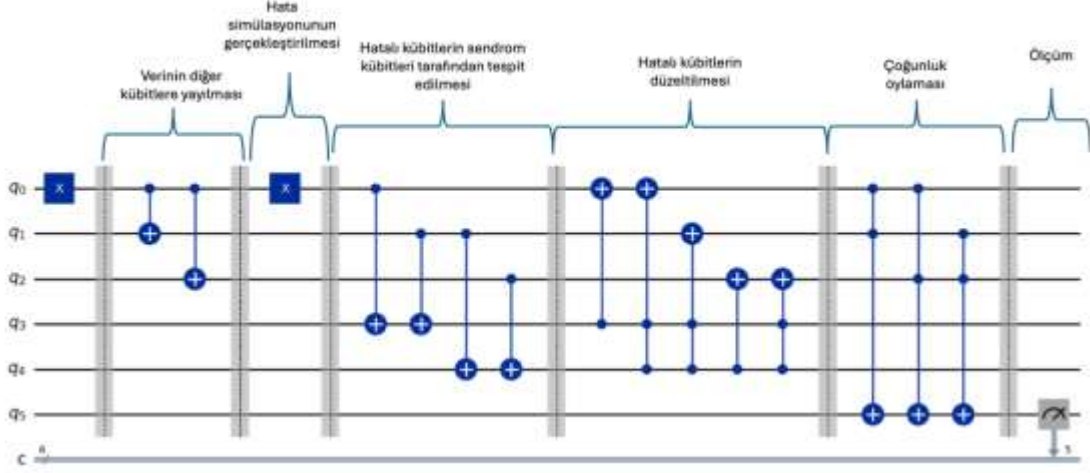 Hata
simülasyonunun
gerçekleştirilmesi
Verinin diğer
kübitlere yayılması
Hatalı kübitlerin sendrom
kübitleri tarafından tespit
edilmesi
Hatalı kübitlerin
düzeltilmesi
Çoğunluk
oylaması
Ölçüm
q0
X
X
q1
q2
q3
q4
q5
C
5